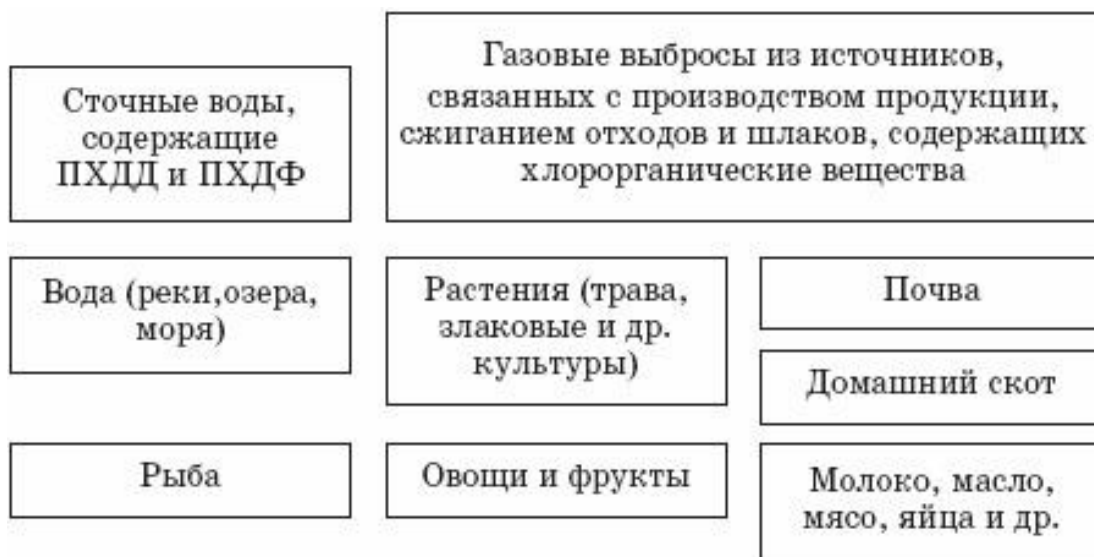 Сточные воды,
содержащие
ПХДД и ПХДФ
Газовые выбросы из источников,
связанных с производством продукции,
сжиганием отходов и шлаков, содержащих
хлорорганические вещества
Вода (реки,озера,
моря)
Растения (трава,
злаковые и др.
культуры)
Почва
Домашний скот
Рыба
Овощи и фрукты
Молоко, масло,
мясо, яйца и др.